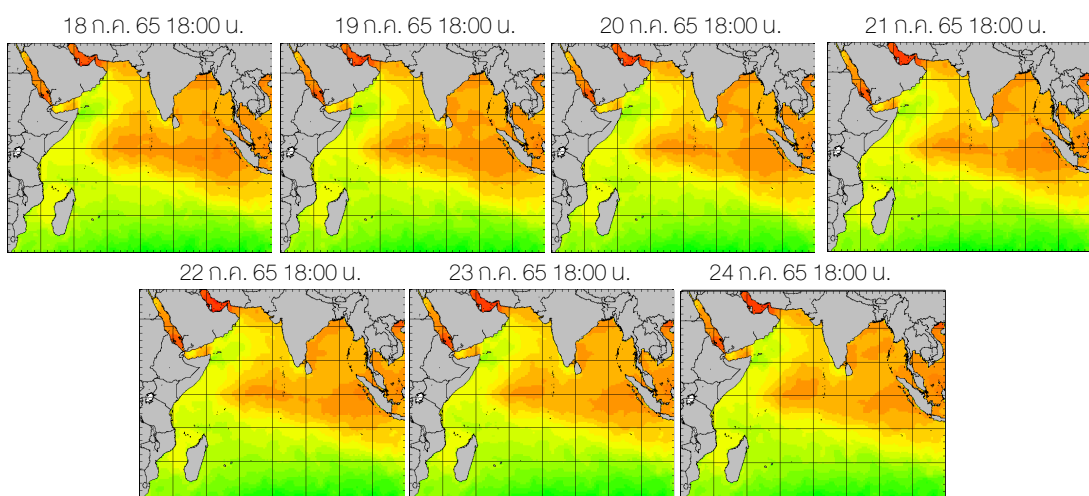 18 ก.ค. 65 18:00 น.
19 ก.ค. 65 18:00 น.
20 ก.ค. 65 18:00 น.
21 ก.ค. 65 18:00 น.
22 ก.ค. 65 18:00 น.
23 ก.ค. 65 18:00 น.
24 ก.ค. 65 18:00 น.